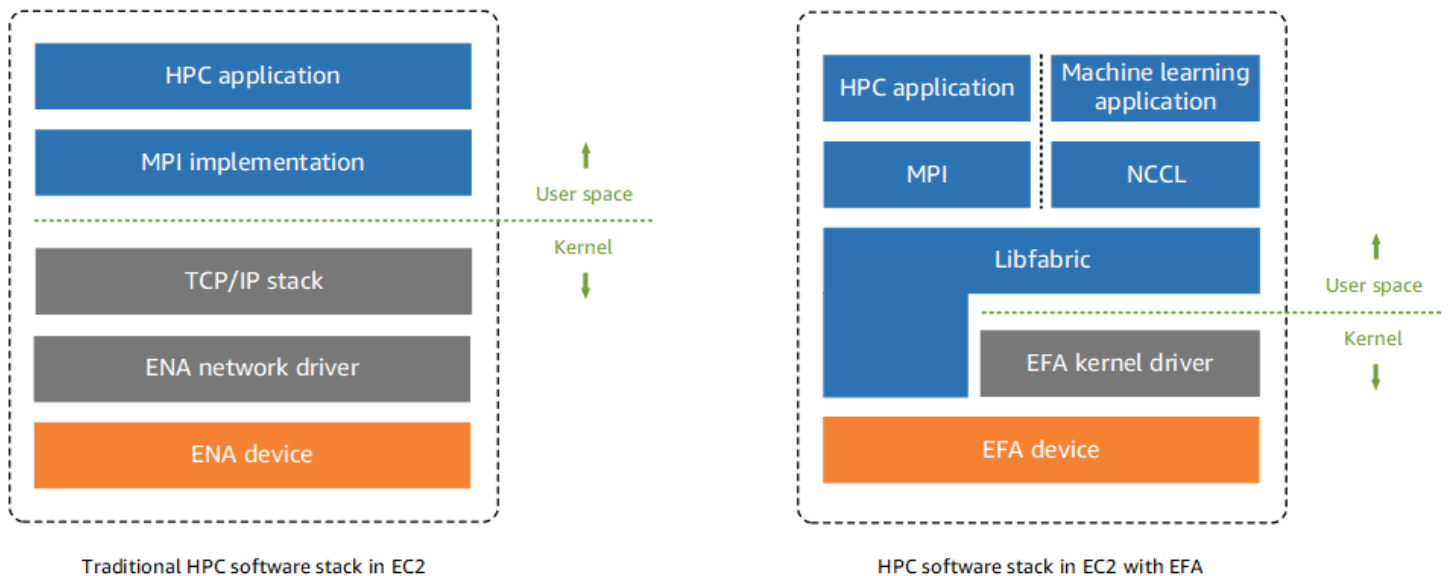 HPC application
MPI implementation
User space
Kernel
TCP/IP stack
ENA network driver
ENA device
Traditional HPC software stack in EC2
HPC application
Machine learning
application
MPI
NCCL
Libfabric
User space
Kernel
EFA kernel driver
EFA device
HPC software stack in EC2 with EFA